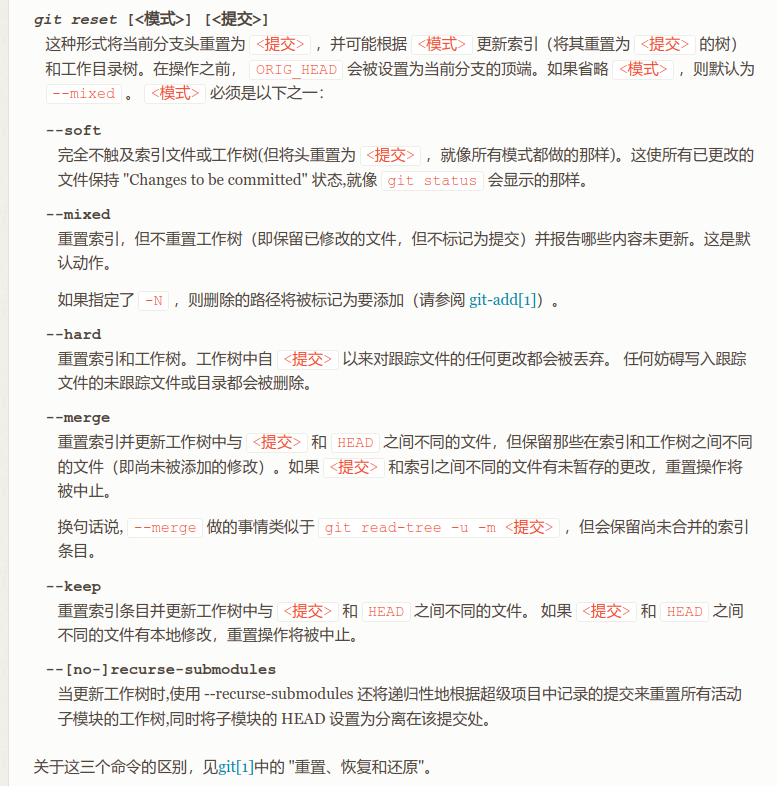 git reset [<模式>] [<提交>]
这种形式将当前分支头重置为 <提交> ，并可能根据 <模式> 更新索引（将其重置为 <提交> 的树）
和工作目录树。在操作之前， ORIG_HEAD 会被设置为当前分支的顶端。如果省略 <模式> ，则默认为
--mixed 。 <模式> 必须是以下之一：
--soft
完全不触及索引文件或工作树(但将头重置为 <提交> ，就像所有模式都做的那样)。这使所有已更改的
文件保持 "Changes to be committed" 状态,就像 git status 会显示的那样。
--mixed
重置索引，但不重置工作树（即保留已修改的文件，但不标记为提交）并报告哪些内容未更新。这是默
认动作。
如果指定了 -N ，则删除的路径将被标记为要添加（请参阅 git-add[1]）。
--hard
重置索引和工作树。工作树中自 <提交> 以来对跟踪文件的任何更改都会被丢弃。 任何妨碍写入跟踪
文件的未跟踪文件或目录都会被删除。
--merge
重置索引并更新工作树中与 <提交> 和 HEAD 之间不同的文件，但保留那些在索引和工作树之间不同
的文件（即尚未被添加的修改）。如果 <提交> 和索引之间不同的文件有未暂存的更改，重置操作将
被中止。
换句话说, --merge 做的事情类似于 git read-tree -u -m <提交> ，但会保留尚未合并的索引
条目。
--keep
重置索引条目并更新工作树中与 <提交> 和 HEAD 之间不同的文件。 如果 <提交> 和 HEAD 之间
不同的文件有本地修改，重置操作将被中止。
--[no-]recurse-submodules
当更新工作树时,使用 --recurse-submodules 还将递归性地根据超级项目中记录的提交来重置所有活动
子模块的工作树,同时将子模块的 HEAD 设置为分离在该提交处。
关于这三个命令的区别，见git[1]中的 "重置、恢复和还原"。